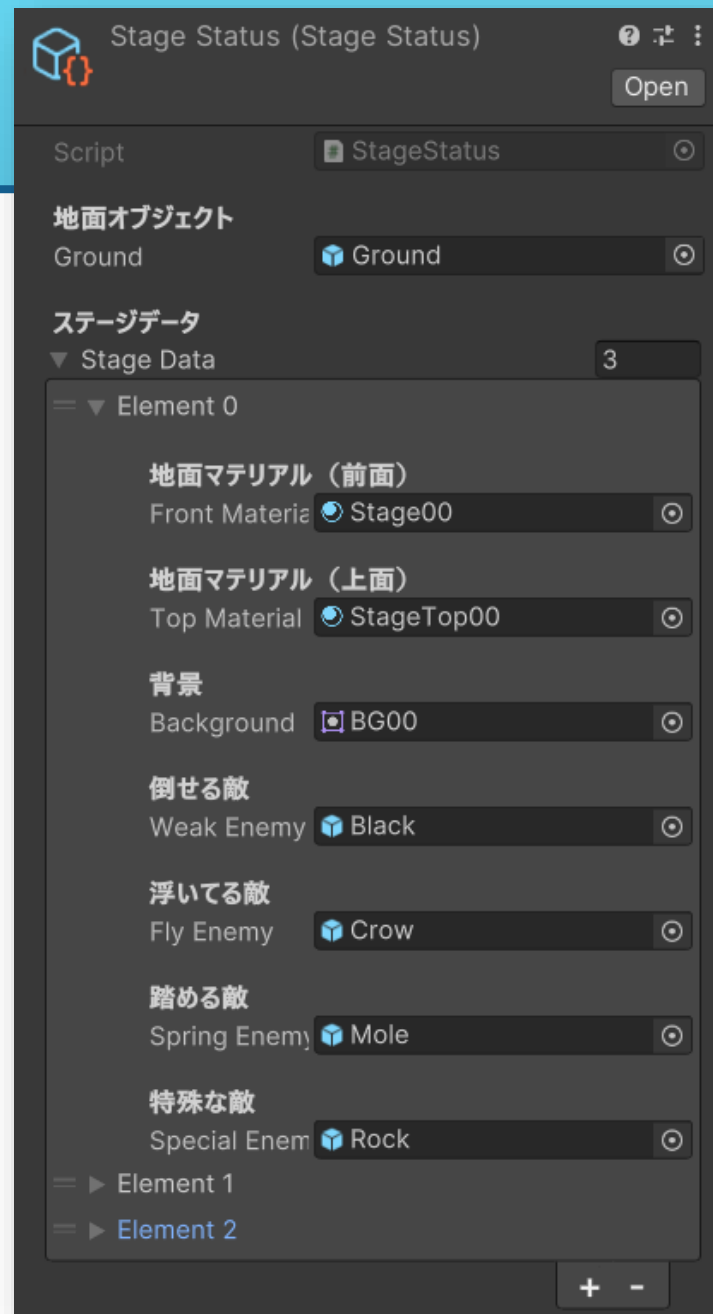 Stage Status (Stage Status)
Open
Script StageStatus
地面オブジェクト
Ground Ground
ステージデータ
Stage Data 3
Element 0
地面マテリアル（前面）
Front Materia Stage00
地面マテリアル（上面）
Top Material StageTop00
背景
Background BG00
倒せる敵
Weak Enemy Black
浮いてる敵
Fly Enemy Crow
踏める敵
Spring Enemy Mole
特殊な敵
Special Enem Rock
Element 1
Element 2
+ -